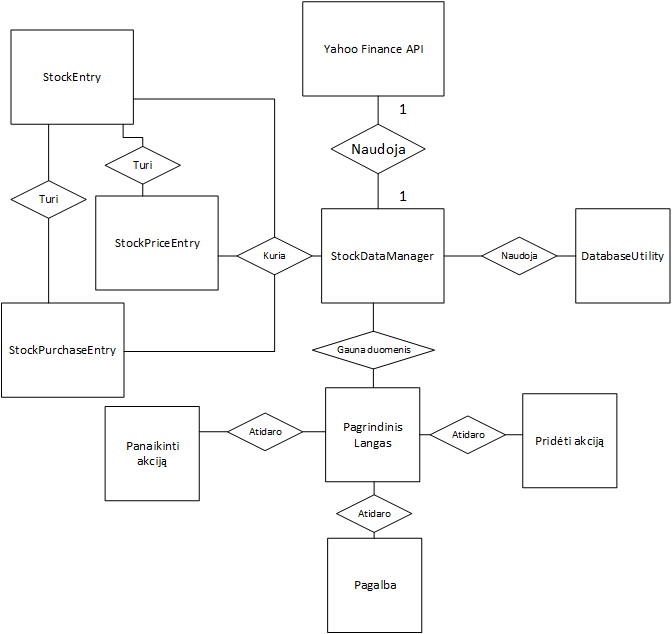 Yahoo Finance API
StockEntry
1
Naudoja
Turi
Turi
1
StockPriceEntry
Kuria
StockDataManager
Naudoja
DatabaseUtility
StockPurchaseEntry
Gauna duomenis
Panaikinti
akciją
Atidaro
Pagrindinis
Langas
Atidaro
Pridėti akciją
Atidaro
Pagalba